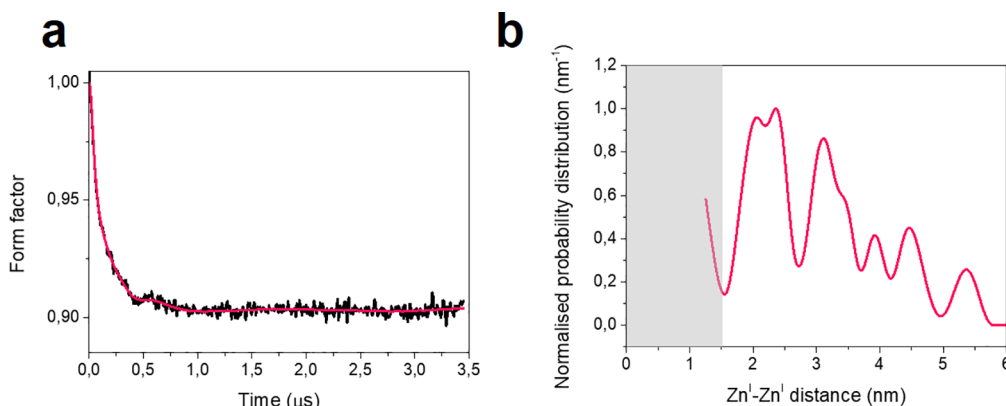 a
1,00
0,95
0,90
Form factor
0,0 0,5 1,0 1,5 2,0 2,5 3,0 3,5
Time (µs)
b
1,2
1,0
0,8
0,6
0,4
0,2
0,0
Normalised probability distribution (nm⁻¹)
0 1 2 3 4 5 6
Znᴵ-Znᴵ distance (nm)